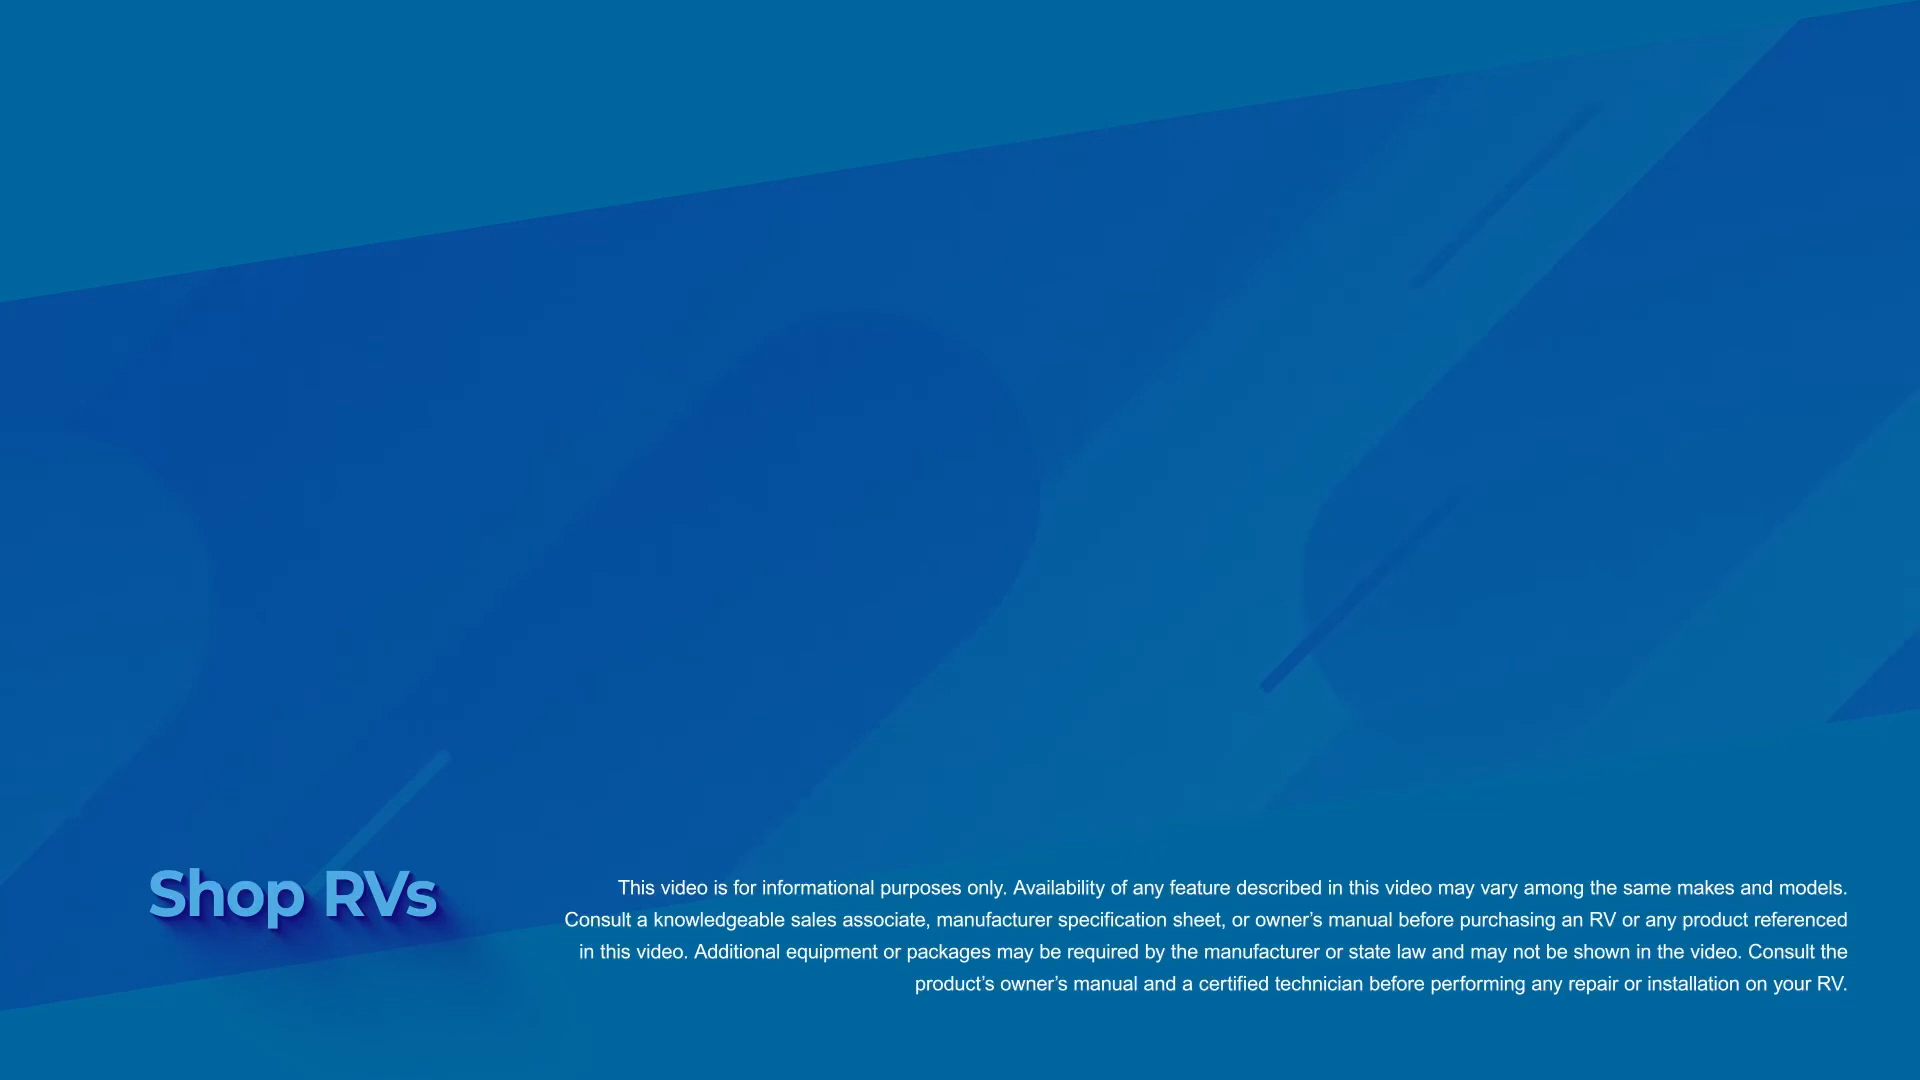 Shop RVs
This video is for informational purposes only. Availability of any feature described in this video may vary among the same makes and models.
Consult a knowledgeable sales associate, manufacturer specification sheet, or owner’s manual before purchasing an RV or any product referenced
in this video. Additional equipment or packages may be required by the manufacturer or state law and may not be shown in the video. Consult the
product’s owner’s manual and a certified technician before performing any repair or installation on your RV.